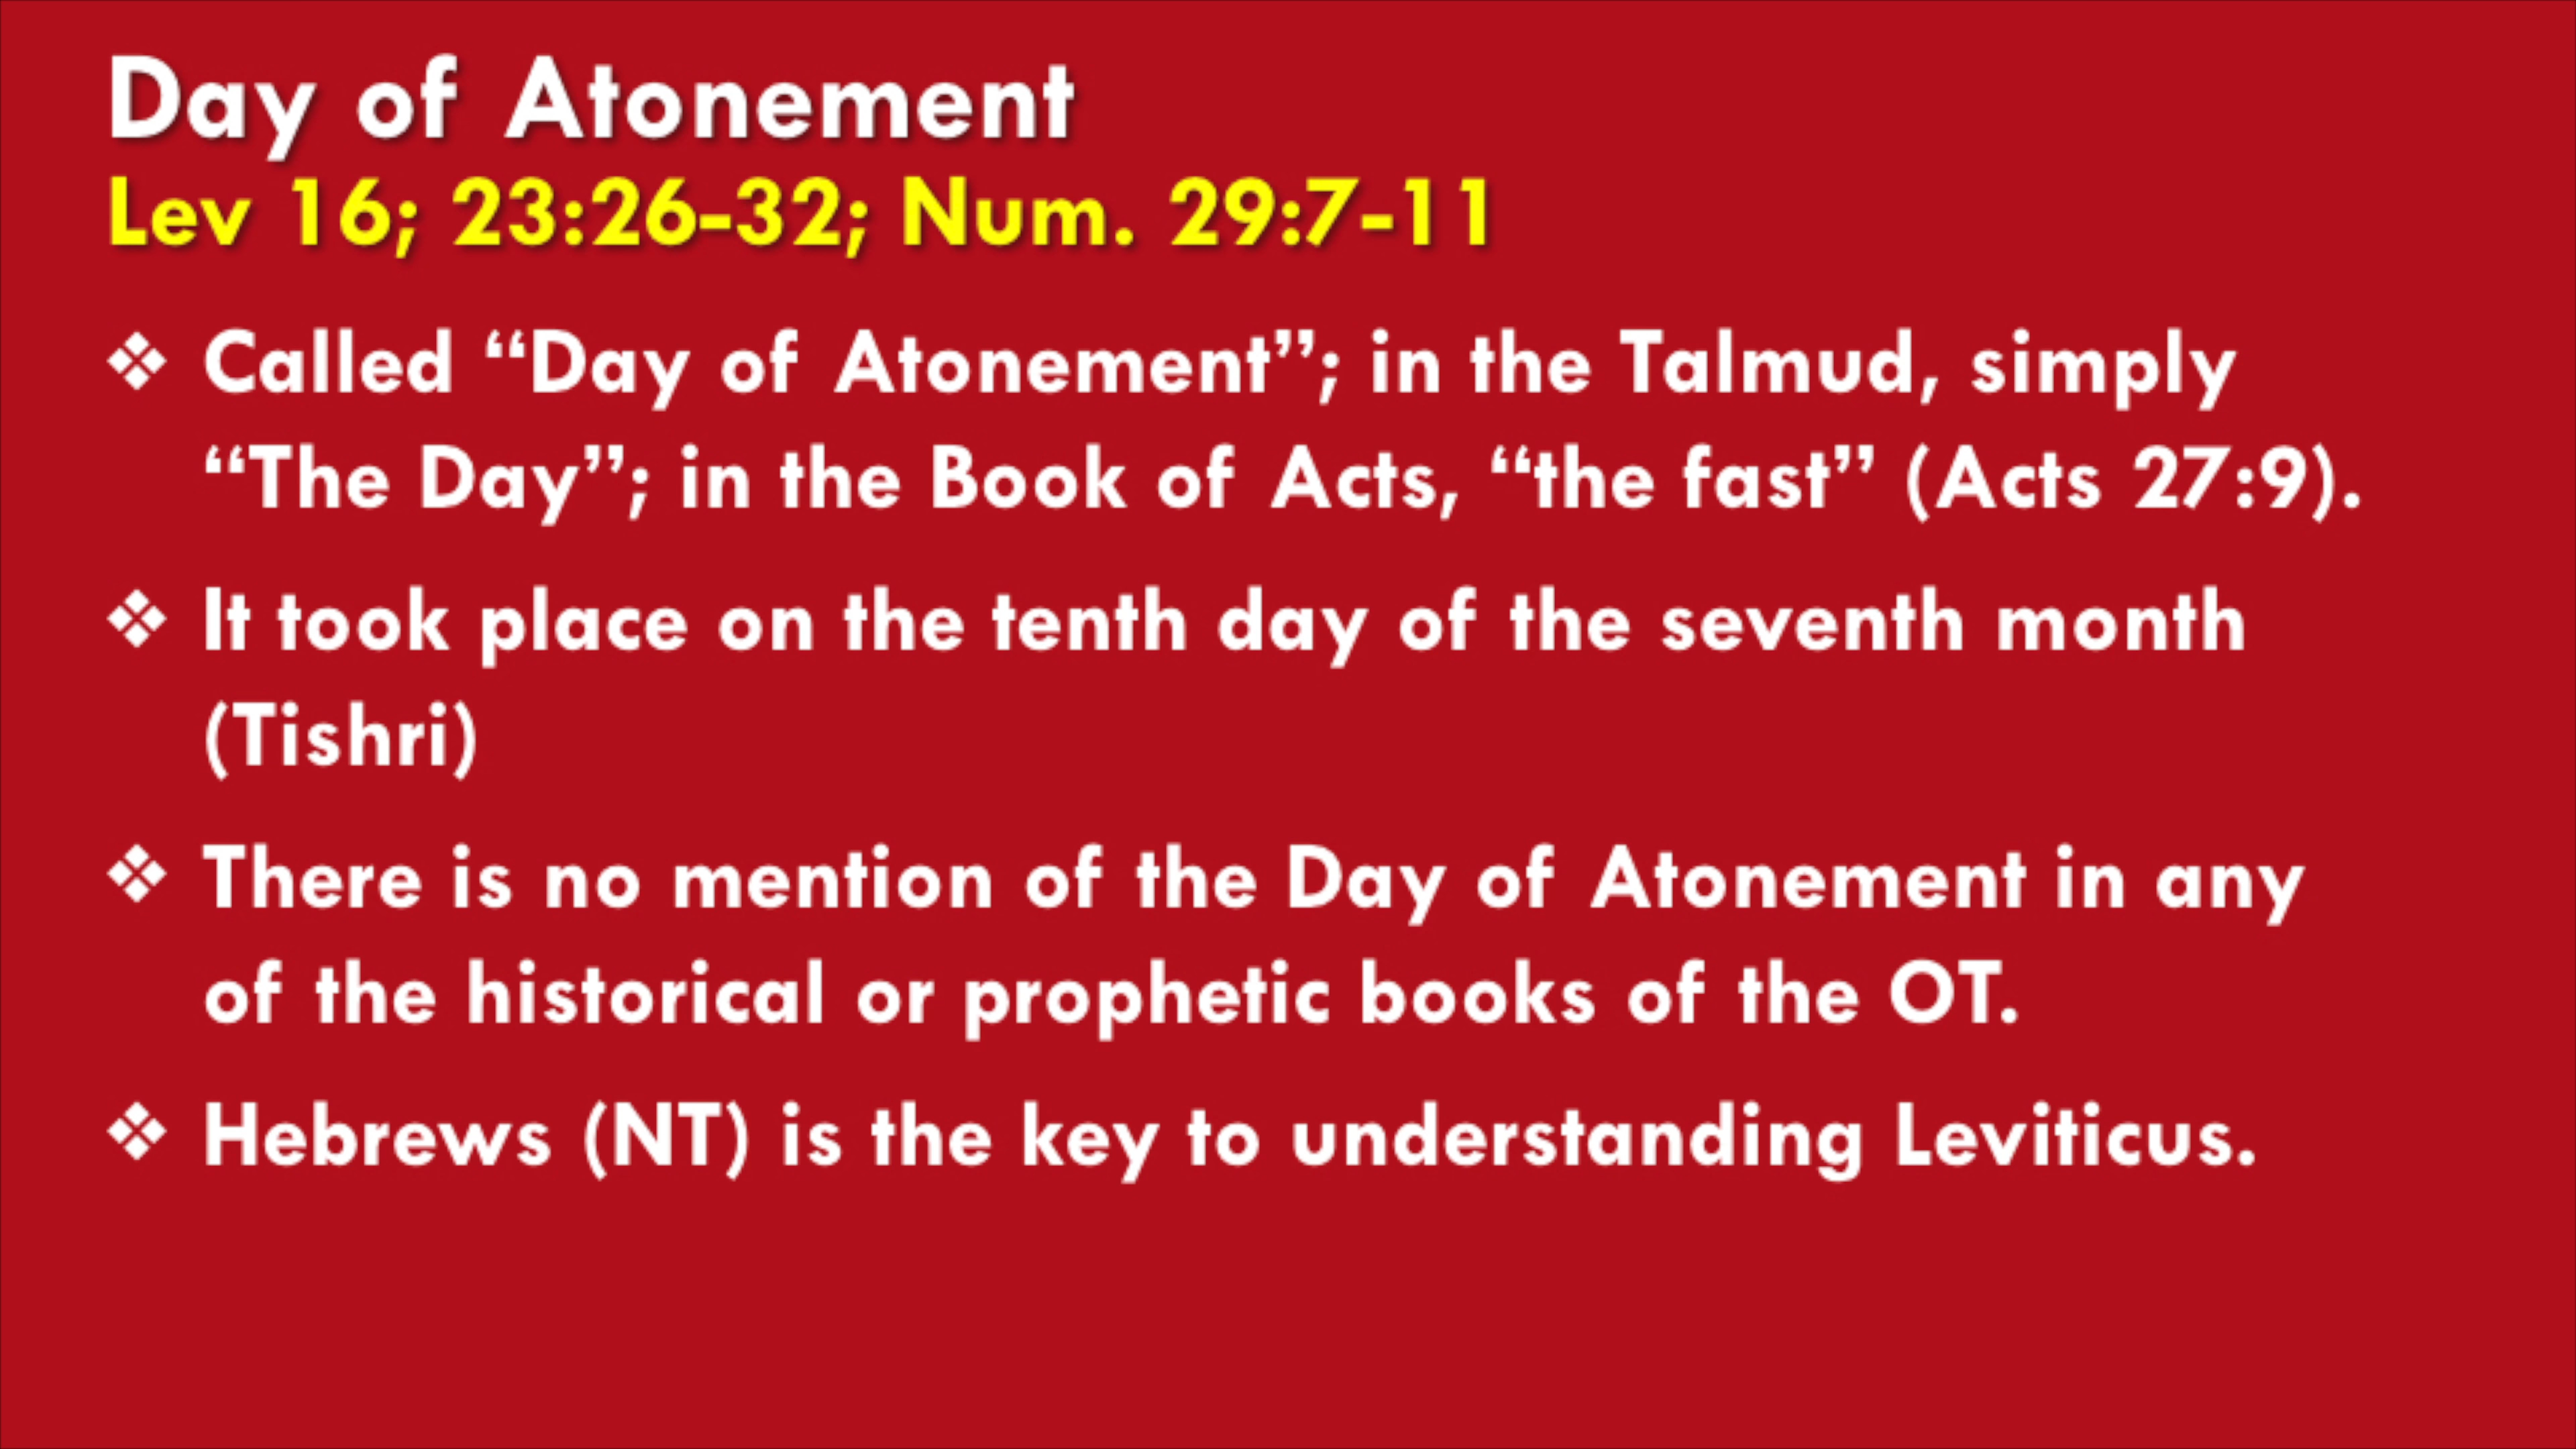 Day of Atonement
Lev 16; 23:26-32; Num. 29:7-11
❖ Called “Day of Atonement”; in the Talmud, simply
“The Day”; in the Book of Acts, “the fast” (Acts 27:9).
❖ It took place on the tenth day of the seventh month
(Tishri)
❖ There is no mention of the Day of Atonement in any
of the historical or prophetic books of the OT.
❖ Hebrews (NT) is the key to understanding Leviticus.